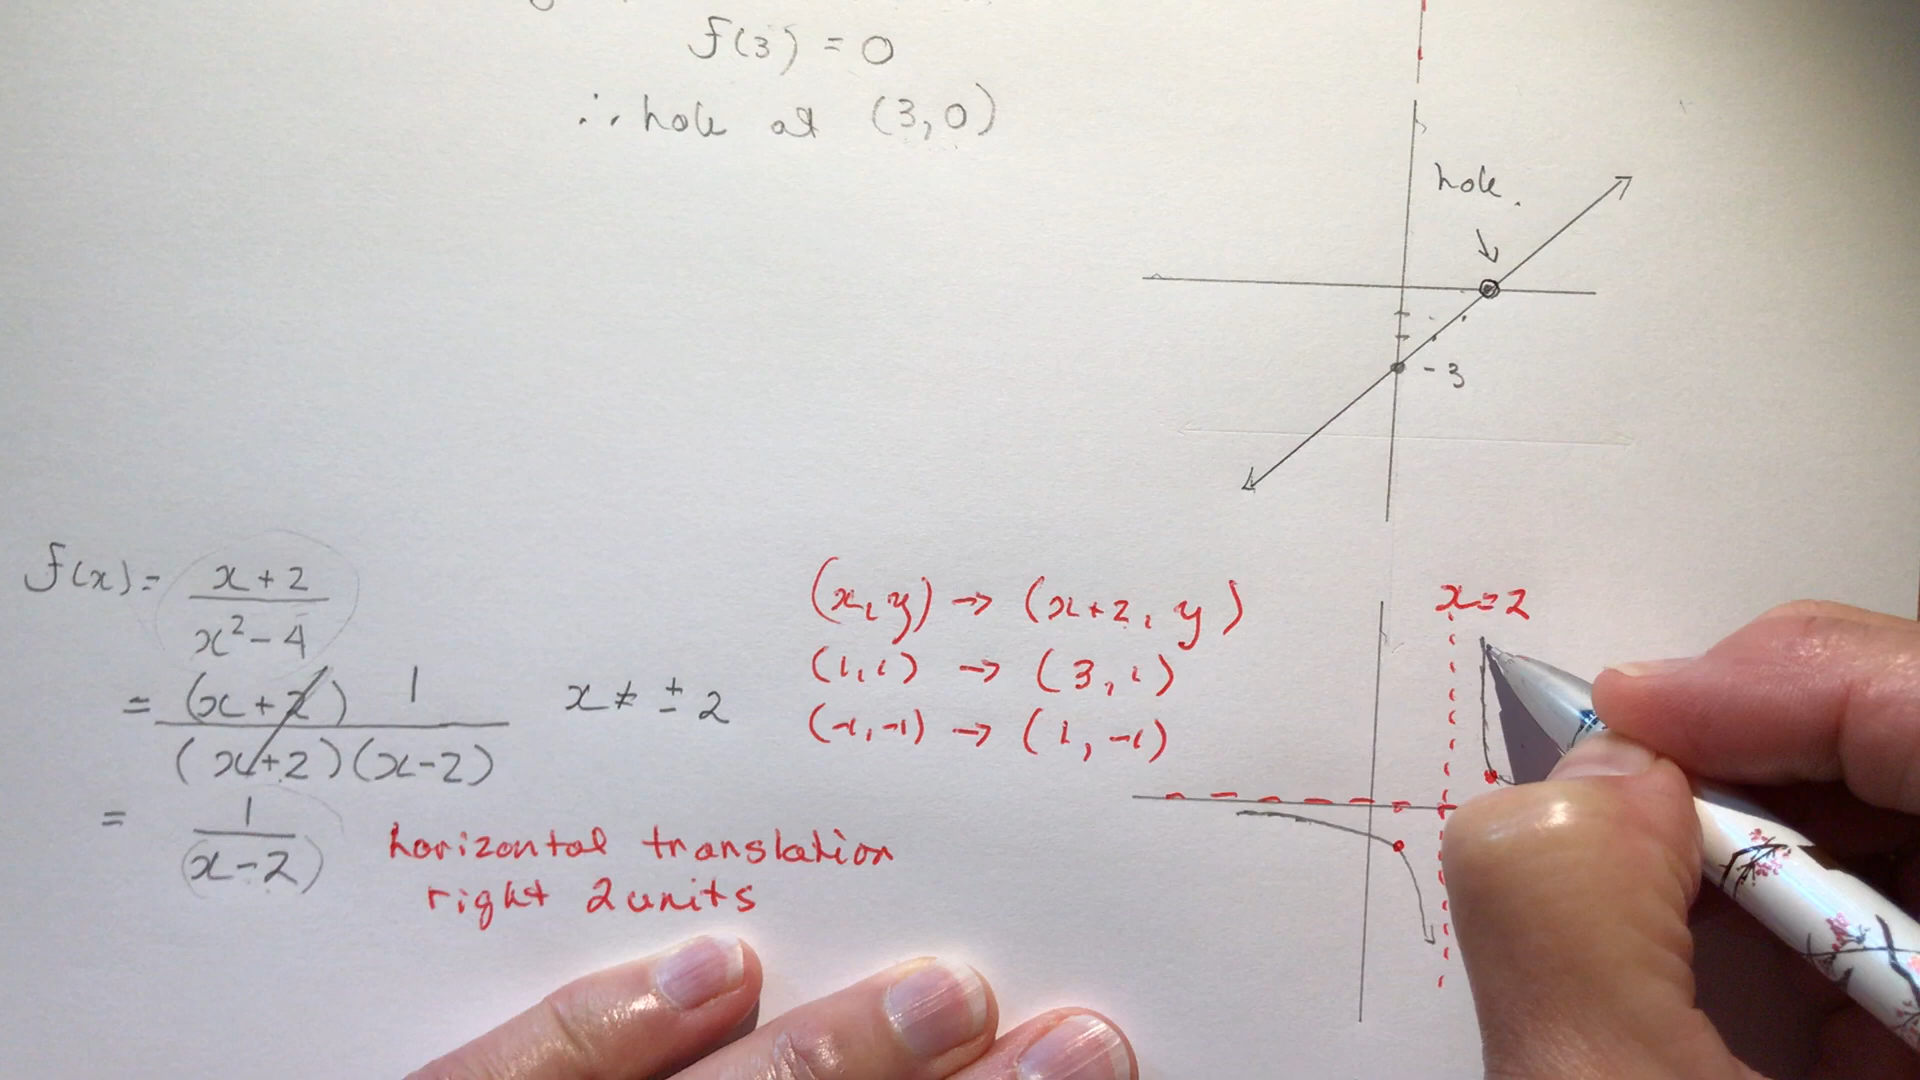 f(3) = 0
∴ hole at (3,0)
hole.
-3
f(x) = x+2 / x²-4
= (x+2) 1 / (x+2)(x-2) x ≠ ± 2
= 1 / (x-2)
horizontal translation
right 2 units
(x, y) → (x+2, y)
(1, 1) → (3, 1)
(-1, -1) → (1, -1)
x=2